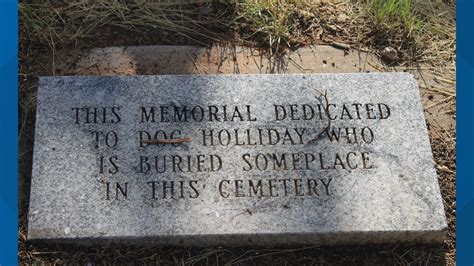 THIS MEMORIAL DEDICATED
TO DOC HOLLIDAY WHO
IS BURIED SOMEPLACE
IN THIS CEMETERY